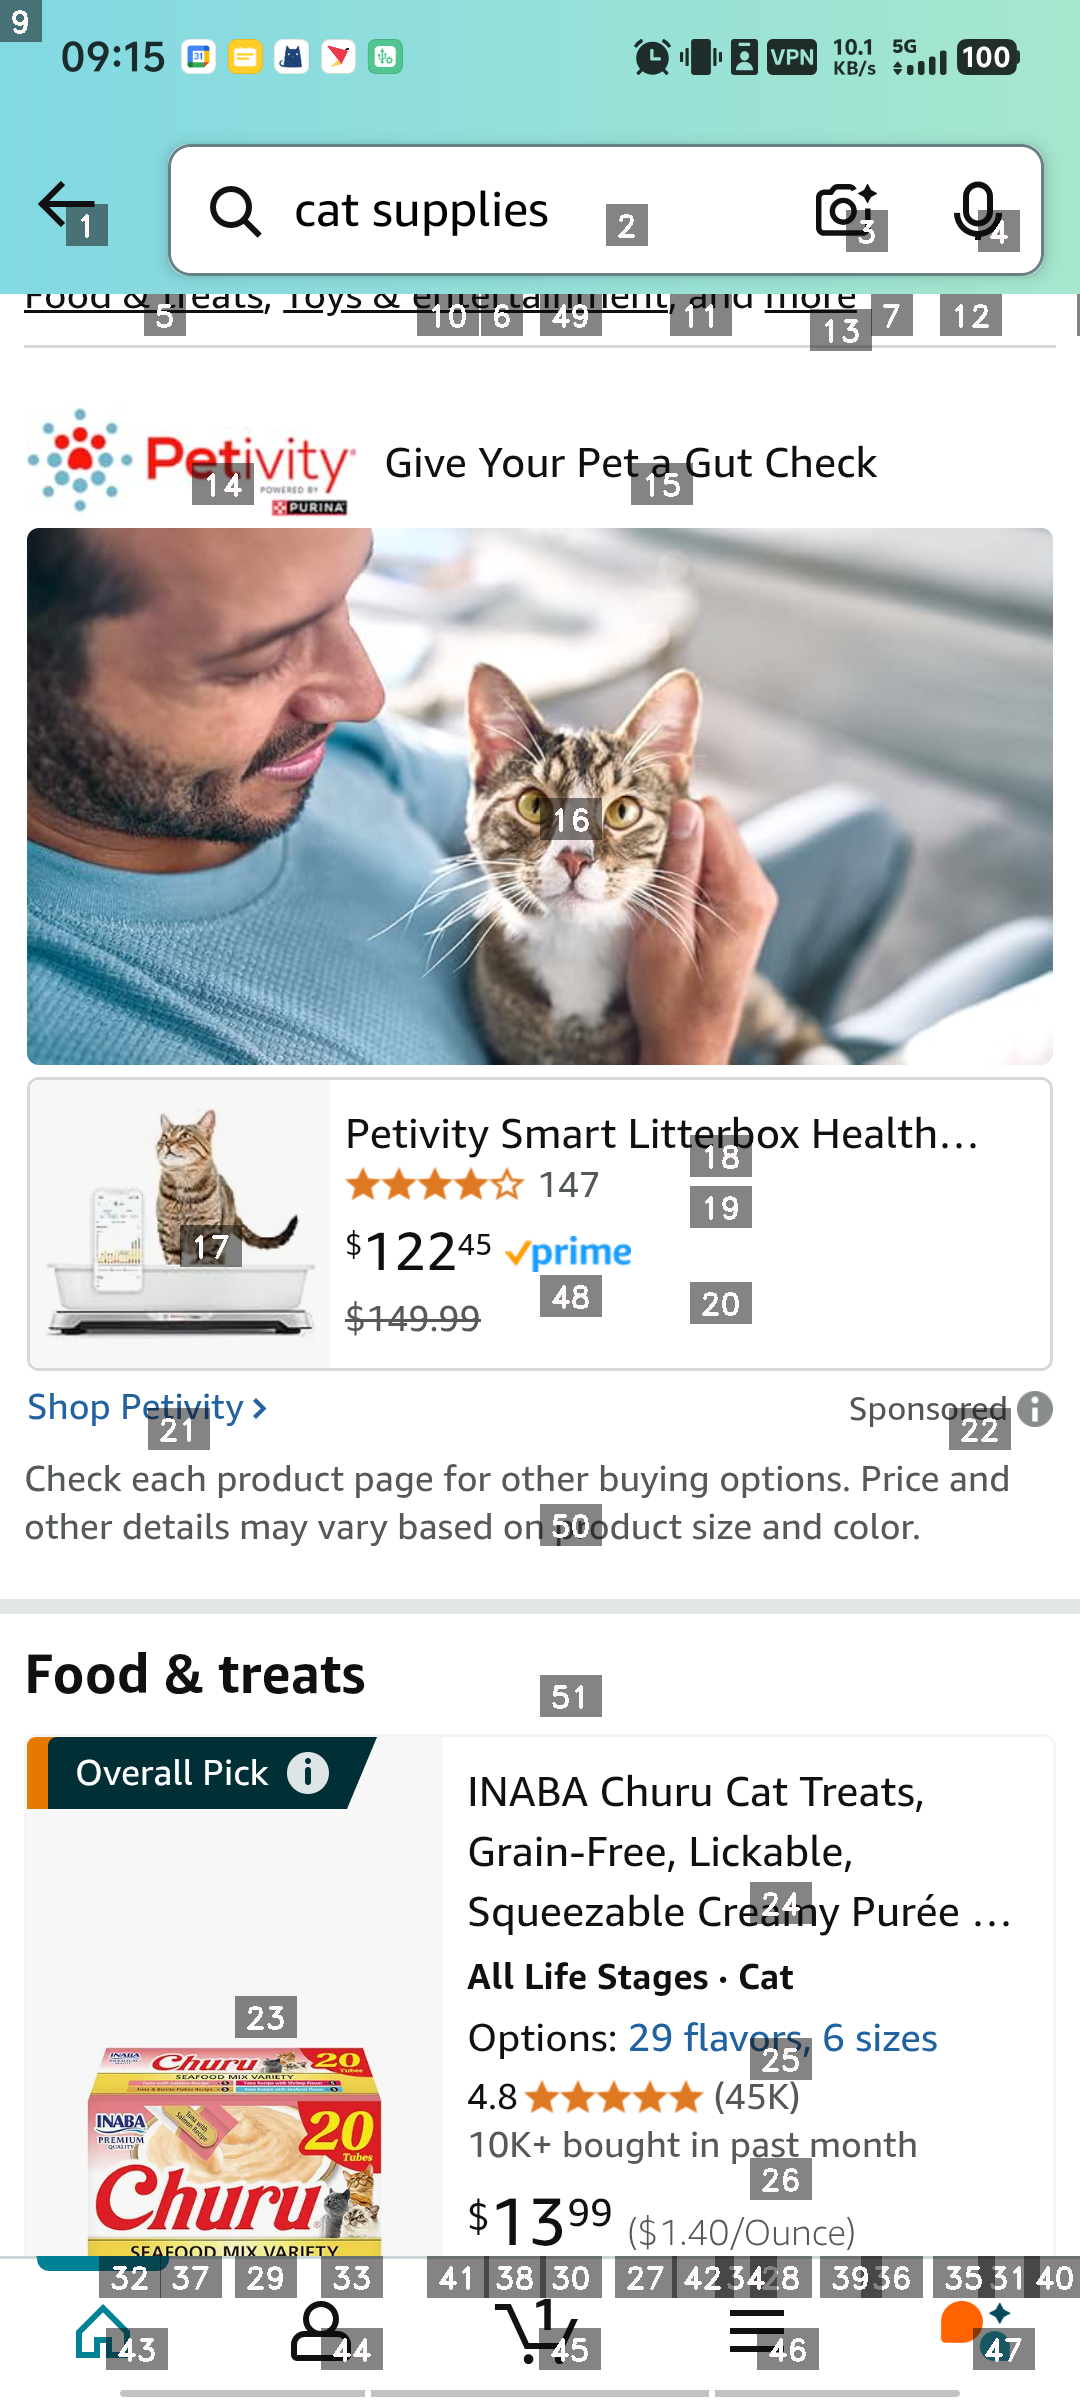 9
09:15
31
VPN
10.1
KB/s
5G
100
1
cat supplies
2
3
4
Food & treats, Toys & entertainment, and more
5
10
6
49
11
13
7
12
Petivity
POWERED BY
PURINA
14
Give Your Pet a Gut Check
15
16
Petivity Smart Litterbox Health...
18
147
19
17
$122 45 prime
48
20
$149.99
Shop Petivity
21
Sponsored
22
Check each product page for other buying options. Price and
other details may vary based on product size and color.
50
Food & treats
51
Overall Pick
INABA Churu Cat Treats,
Grain-Free, Lickable,
Squeezable Creamy Purée ...
24
All Life Stages · Cat
Options: 29 flavors, 6 sizes
25
4.8 (45K)
10K+ bought in past month
26
$13 99 ($1.40/Ounce)
23
INABA Churu 20 Tubes
SEAFOOD MIX VARIETY
INABA
PREMIUM
QUALITY
Tuna with
Salmon Recipe
20
Tubes
Churu
SEAFOOD MIX VARIETY
32 37 29 33 41 38 30 27 42 34 28 39 36 35 31 40
1
43 44 45 46 47